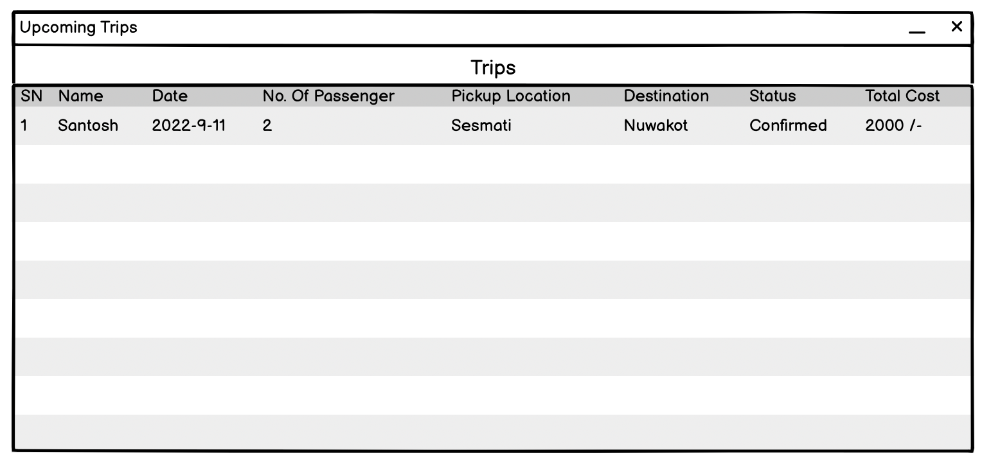 Upcoming Trips
Trips
SN Name Date No. Of Passenger Pickup Location Destination Status Total Cost
1 Santosh 2022-9-11 2 Sesmati Nuwakot Confirmed 2000 /-